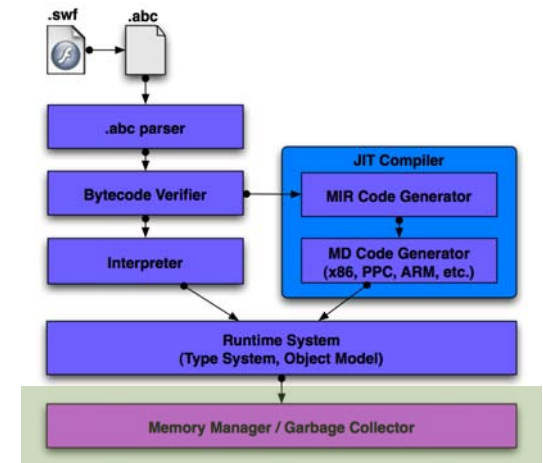 .swf
.abc
.abc parser
JIT Compiler
Bytecode Verifier
MIR Code Generator
Interpreter
MD Code Generator
(x86, PPC, ARM, etc.)
Runtime System
(Type System, Object Model)
Memory Manager / Garbage Collector